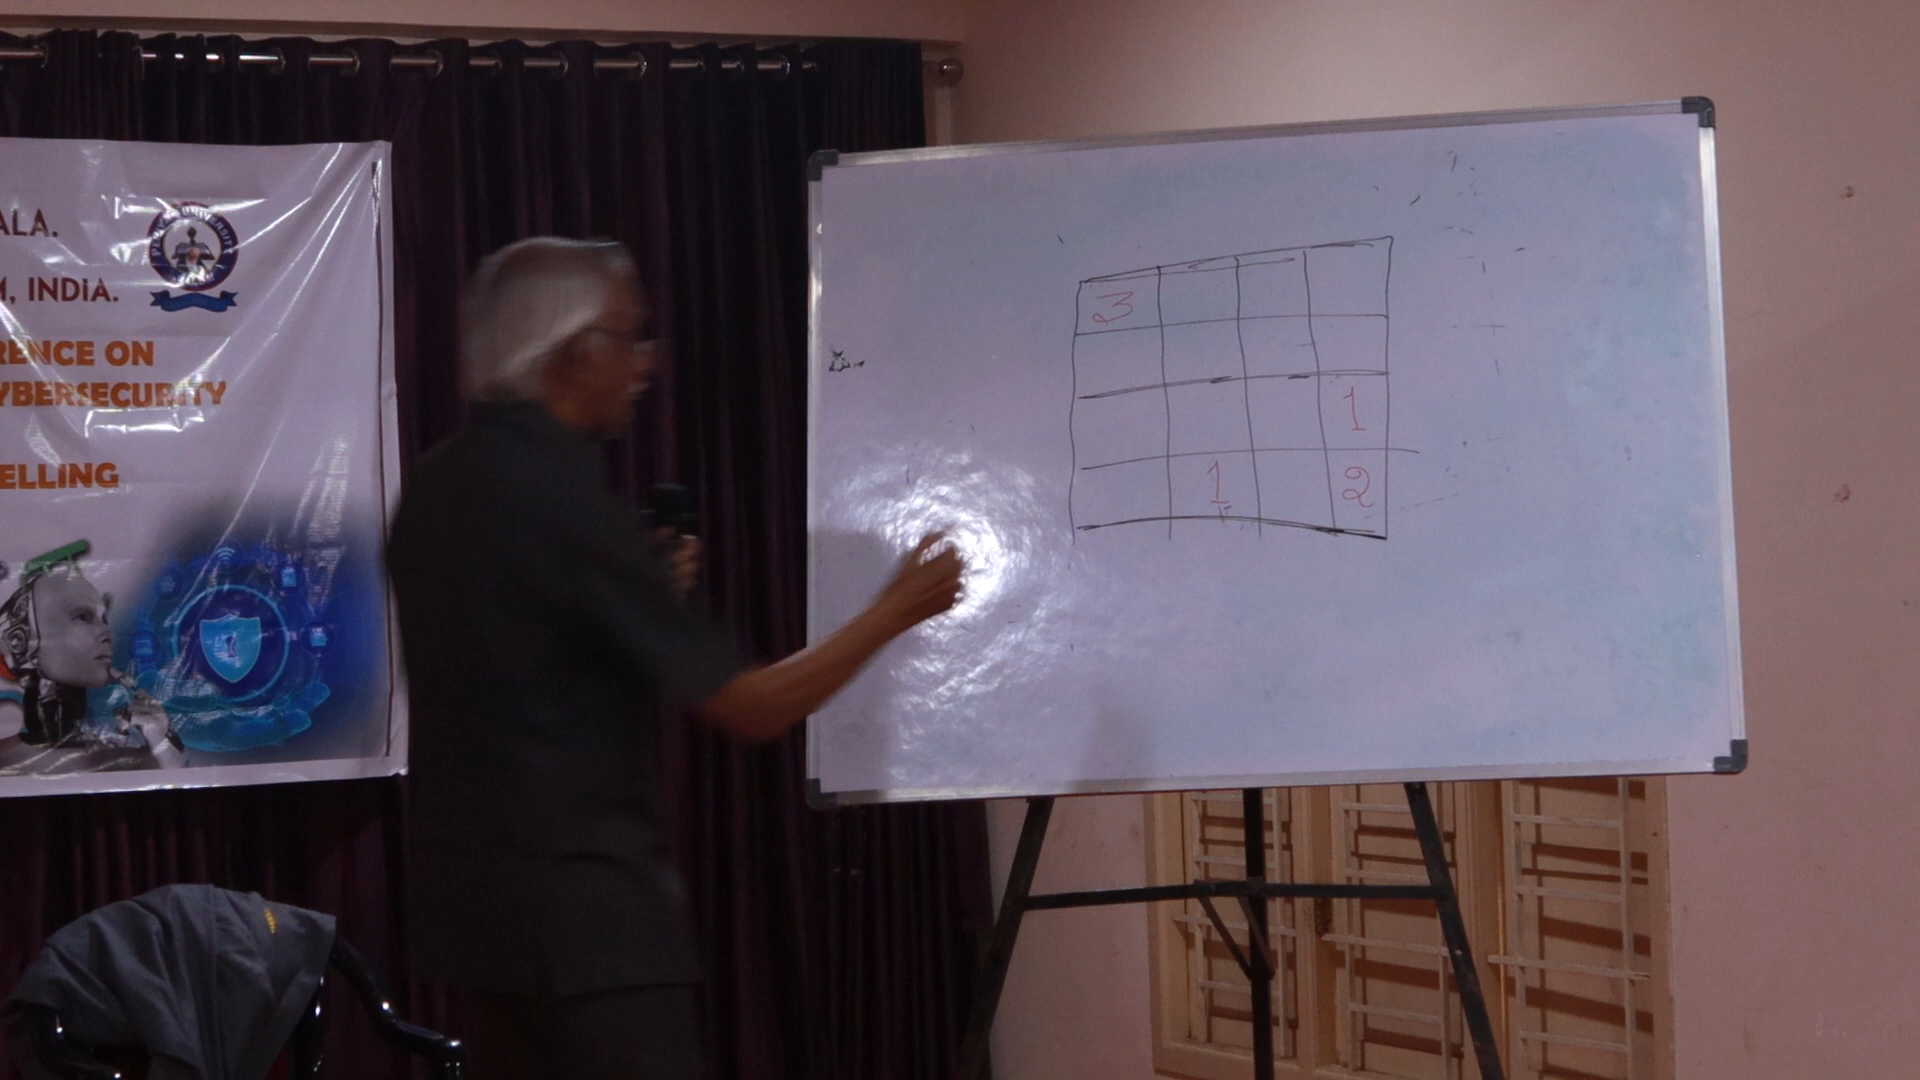 ALA.
M, INDIA.
RENCE ON
YBERSECURITY
ELLING
3
1
1 2